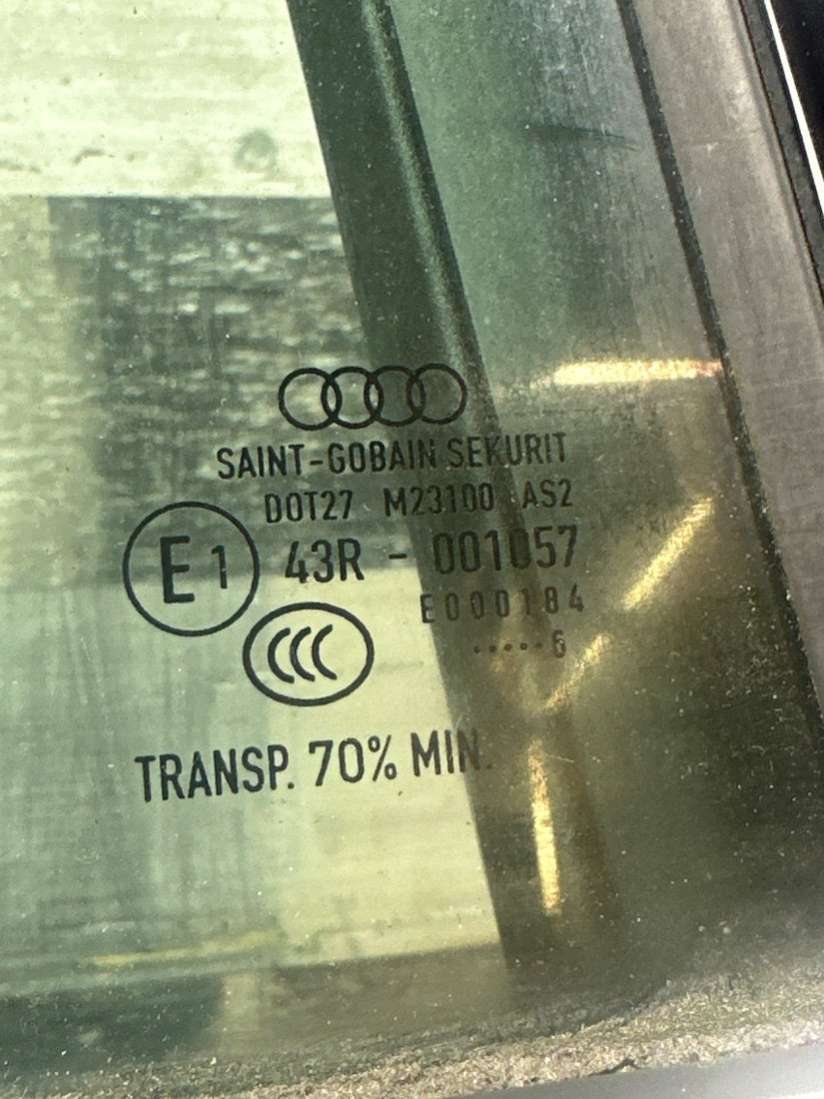 SAINT-GOBAIN SEKURIT
DOT27 M23100 AS2
E1 43R - 001057
E000184
CCC
·····6
TRANSP. 70% MIN.